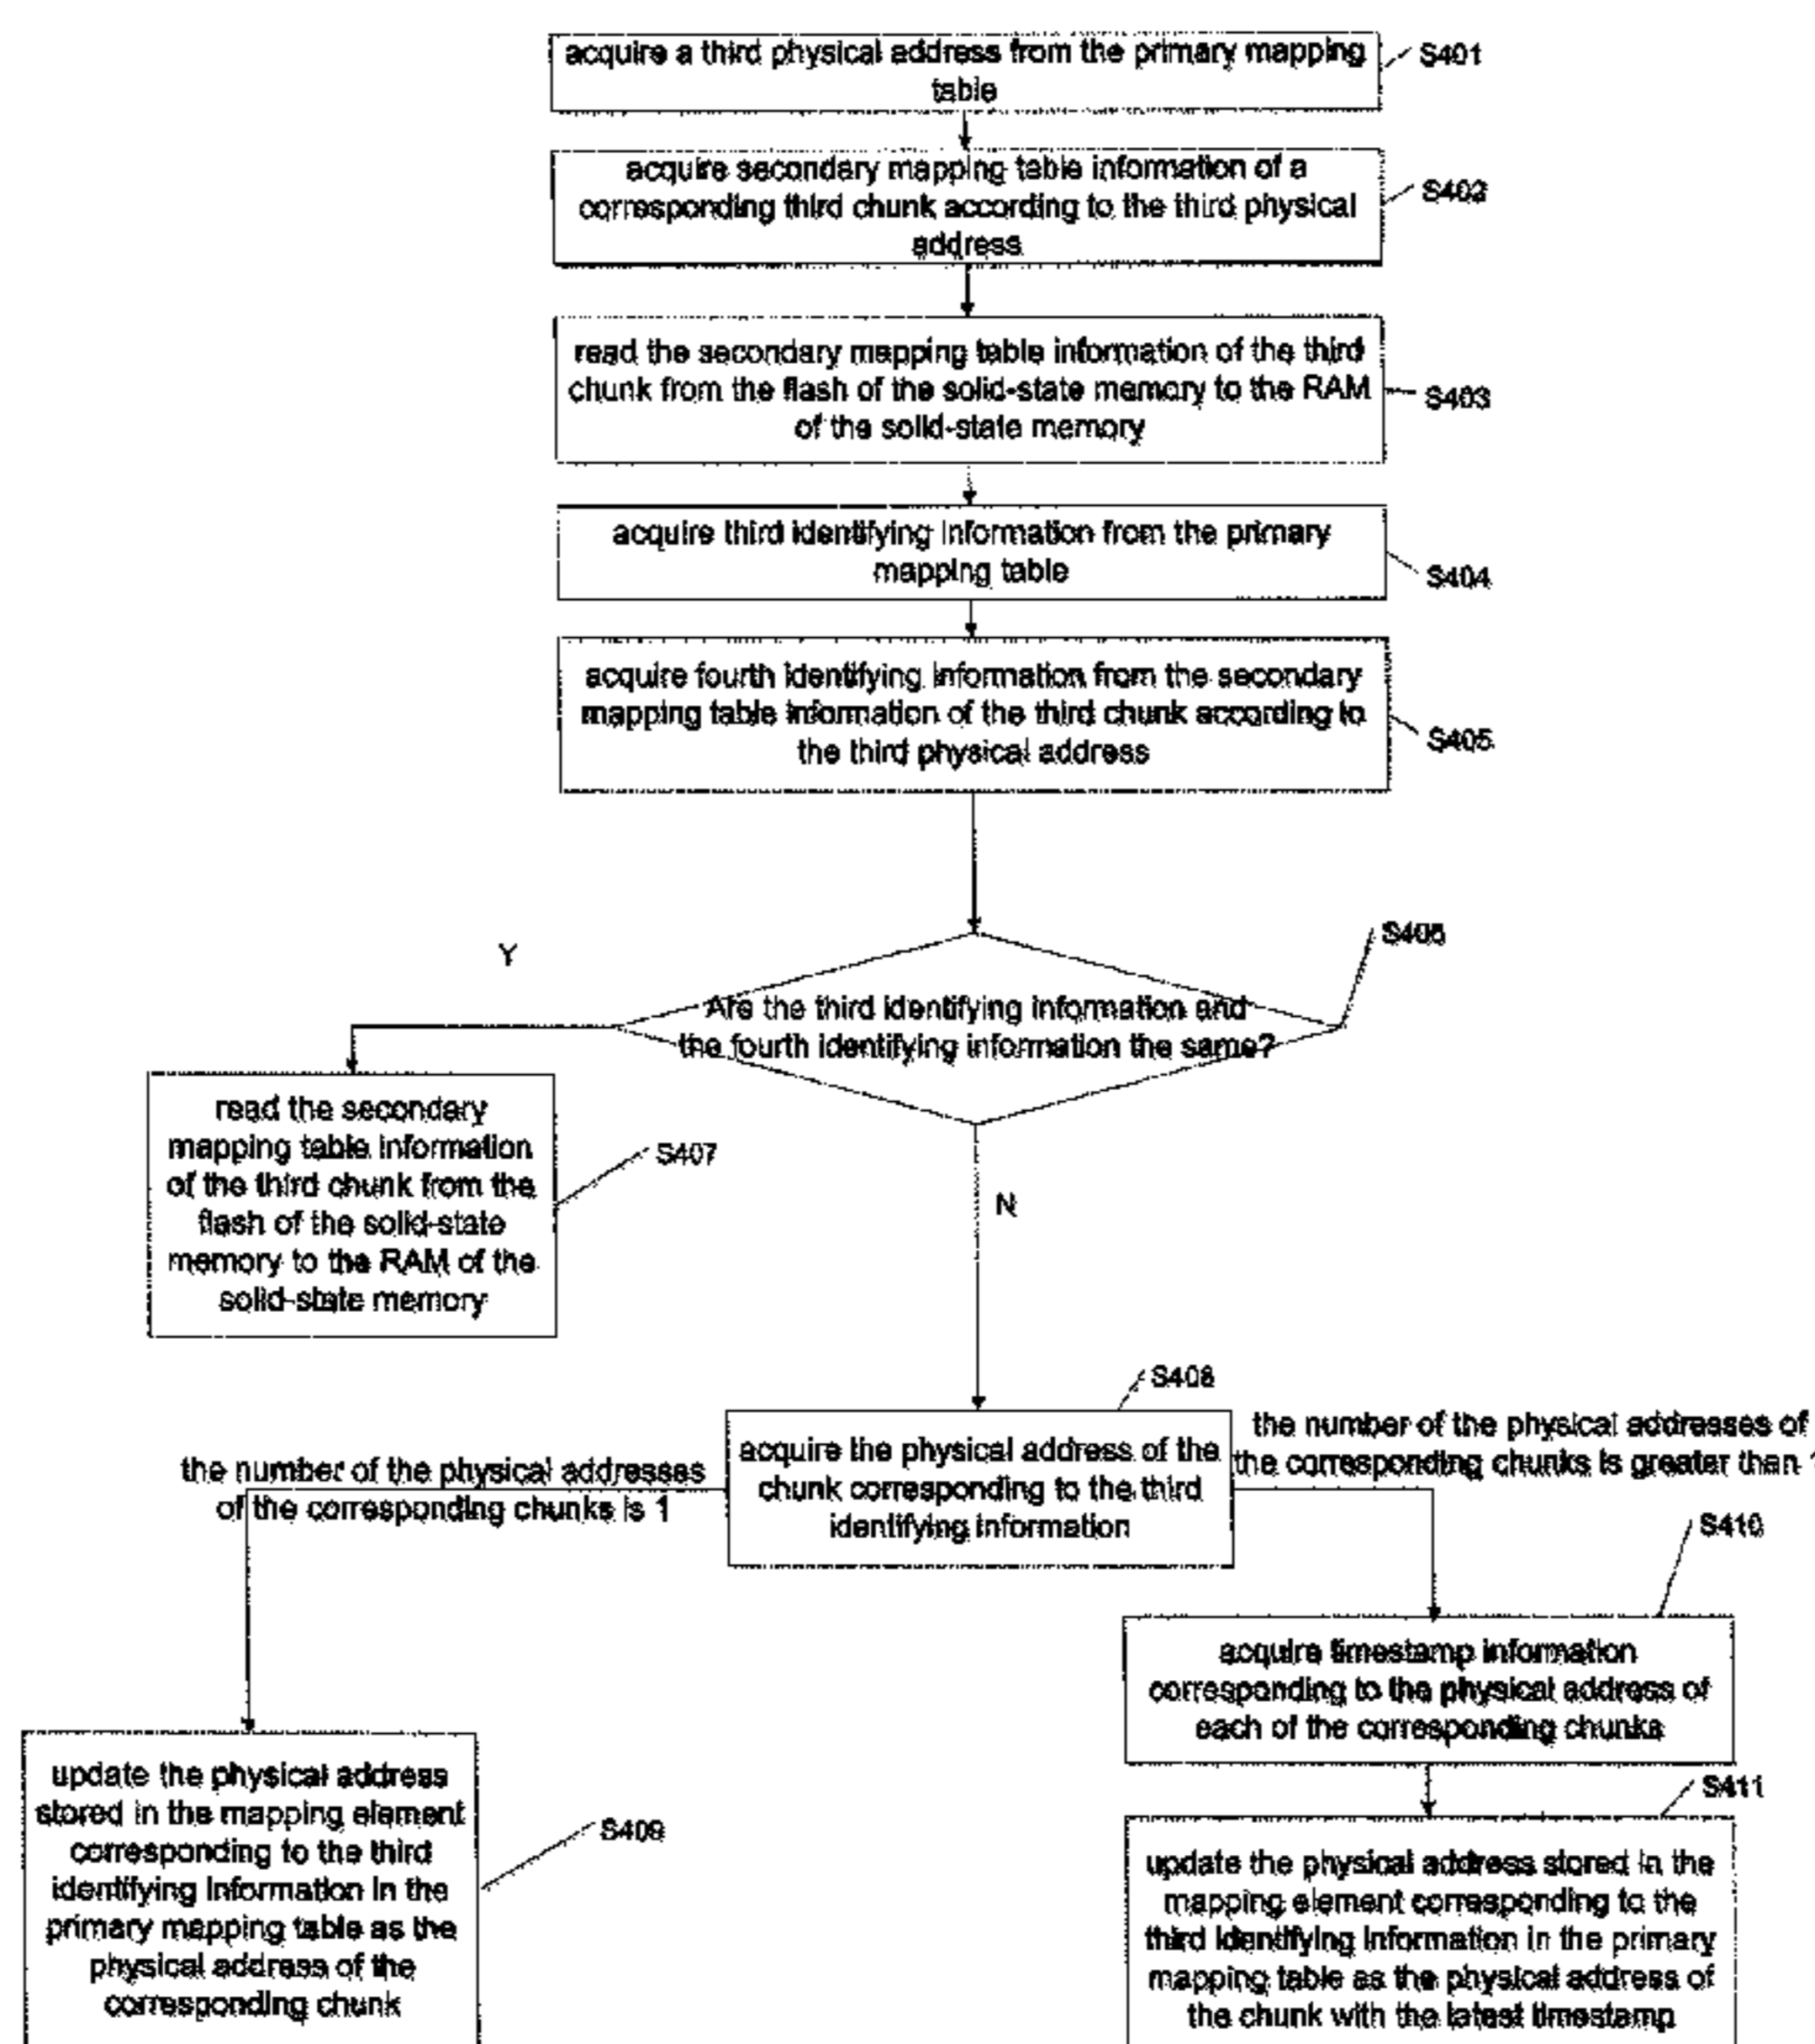 acquire a third physical address from the primary mapping
table
S401
acquire secondary mapping table information of a
corresponding third chunk according to the third physical
address
S402
read the secondary mapping table information of the third
chunk from the flash of the solid-state memory to the RAM
of the solid-state memory
S403
acquire third identifying information from the primary
mapping table
S404
acquire fourth identifying information from the secondary
mapping table information of the third chunk according to
the third physical address
S405
S406
Y
Are the third identifying information and
the fourth identifying information the same?
read the secondary
mapping table information
of the third chunk from the
flash of the solid-state
memory to the RAM of the
solid-state memory
S407
N
S408
acquire the physical address of the
chunk corresponding to the third
identifying information
the number of the physical addresses
of the corresponding chunks is 1
the number of the physical addresses of
the corresponding chunks is greater than 1
S410
acquire timestamp information
corresponding to the physical address of
each of the corresponding chunks
update the physical address
stored in the mapping element
corresponding to the third
identifying information in the
primary mapping table as the
physical address of the
corresponding chunk
S409
S411
update the physical address stored in the
mapping element corresponding to the
third identifying information in the primary
mapping table as the physical address of
the chunk with the latest timestamp